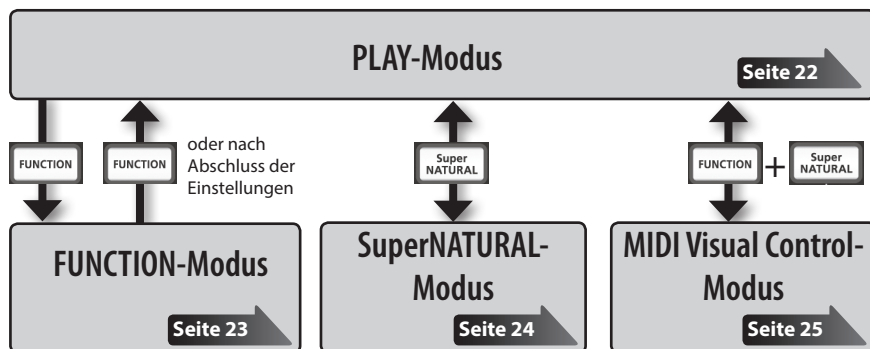 PLAY-Modus
Seite 22
FUNCTION
FUNCTION
oder nach
Abschluss der
Einstellungen
Super
NATURAL
FUNCTION
+
Super
NATURAL
FUNCTION-Modus
Seite 23
SuperNATURAL-
Modus
Seite 24
MIDI Visual Control-
Modus
Seite 25